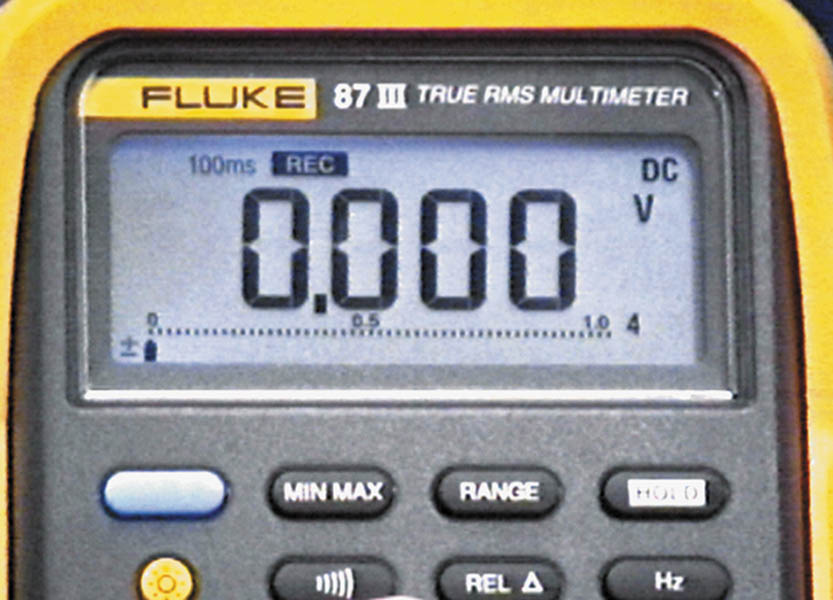 FLUKE 87 III TRUE RMS MULTIMETER
100ms REC DC
V
0.000
0 0.5 1.0 4
±
MIN MAX RANGE HOLD
REL Δ Hz